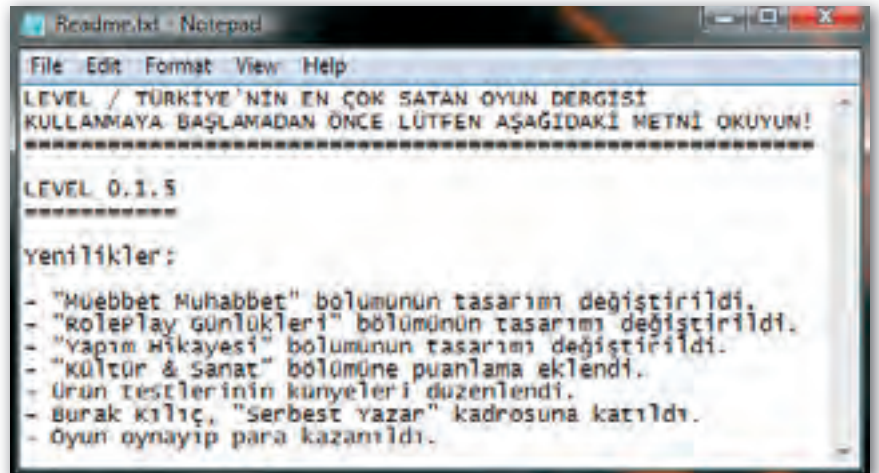 Readme.txt - Notepad
File Edit Format View Help
LEVEL / TÜRKİYE'NİN EN ÇOK SATAN OYUN DERGİSİ
KULLANMAYA BAŞLAMADAN ÖNCE LÜTFEN AŞAĞIDAKİ METNİ OKUYUN!
=========================================================
LEVEL 0.1.5
===========
Yenilikler:
- "Müebbet Muhabbet" bölümünün tasarımı değiştirildi.
- "RolePlay Günlükleri" bölümünün tasarımı değiştirildi.
- "Yapım Hikayesi" bölümünün tasarımı değiştirildi.
- "Kültür & Sanat" bölümüne puanlama eklendi.
- Ürün testlerinin künyeleri düzenlendi.
- Burak Kılıç, "Serbest Yazar" kadrosuna katıldı.
- Oyun oynayıp para kazanıldı.